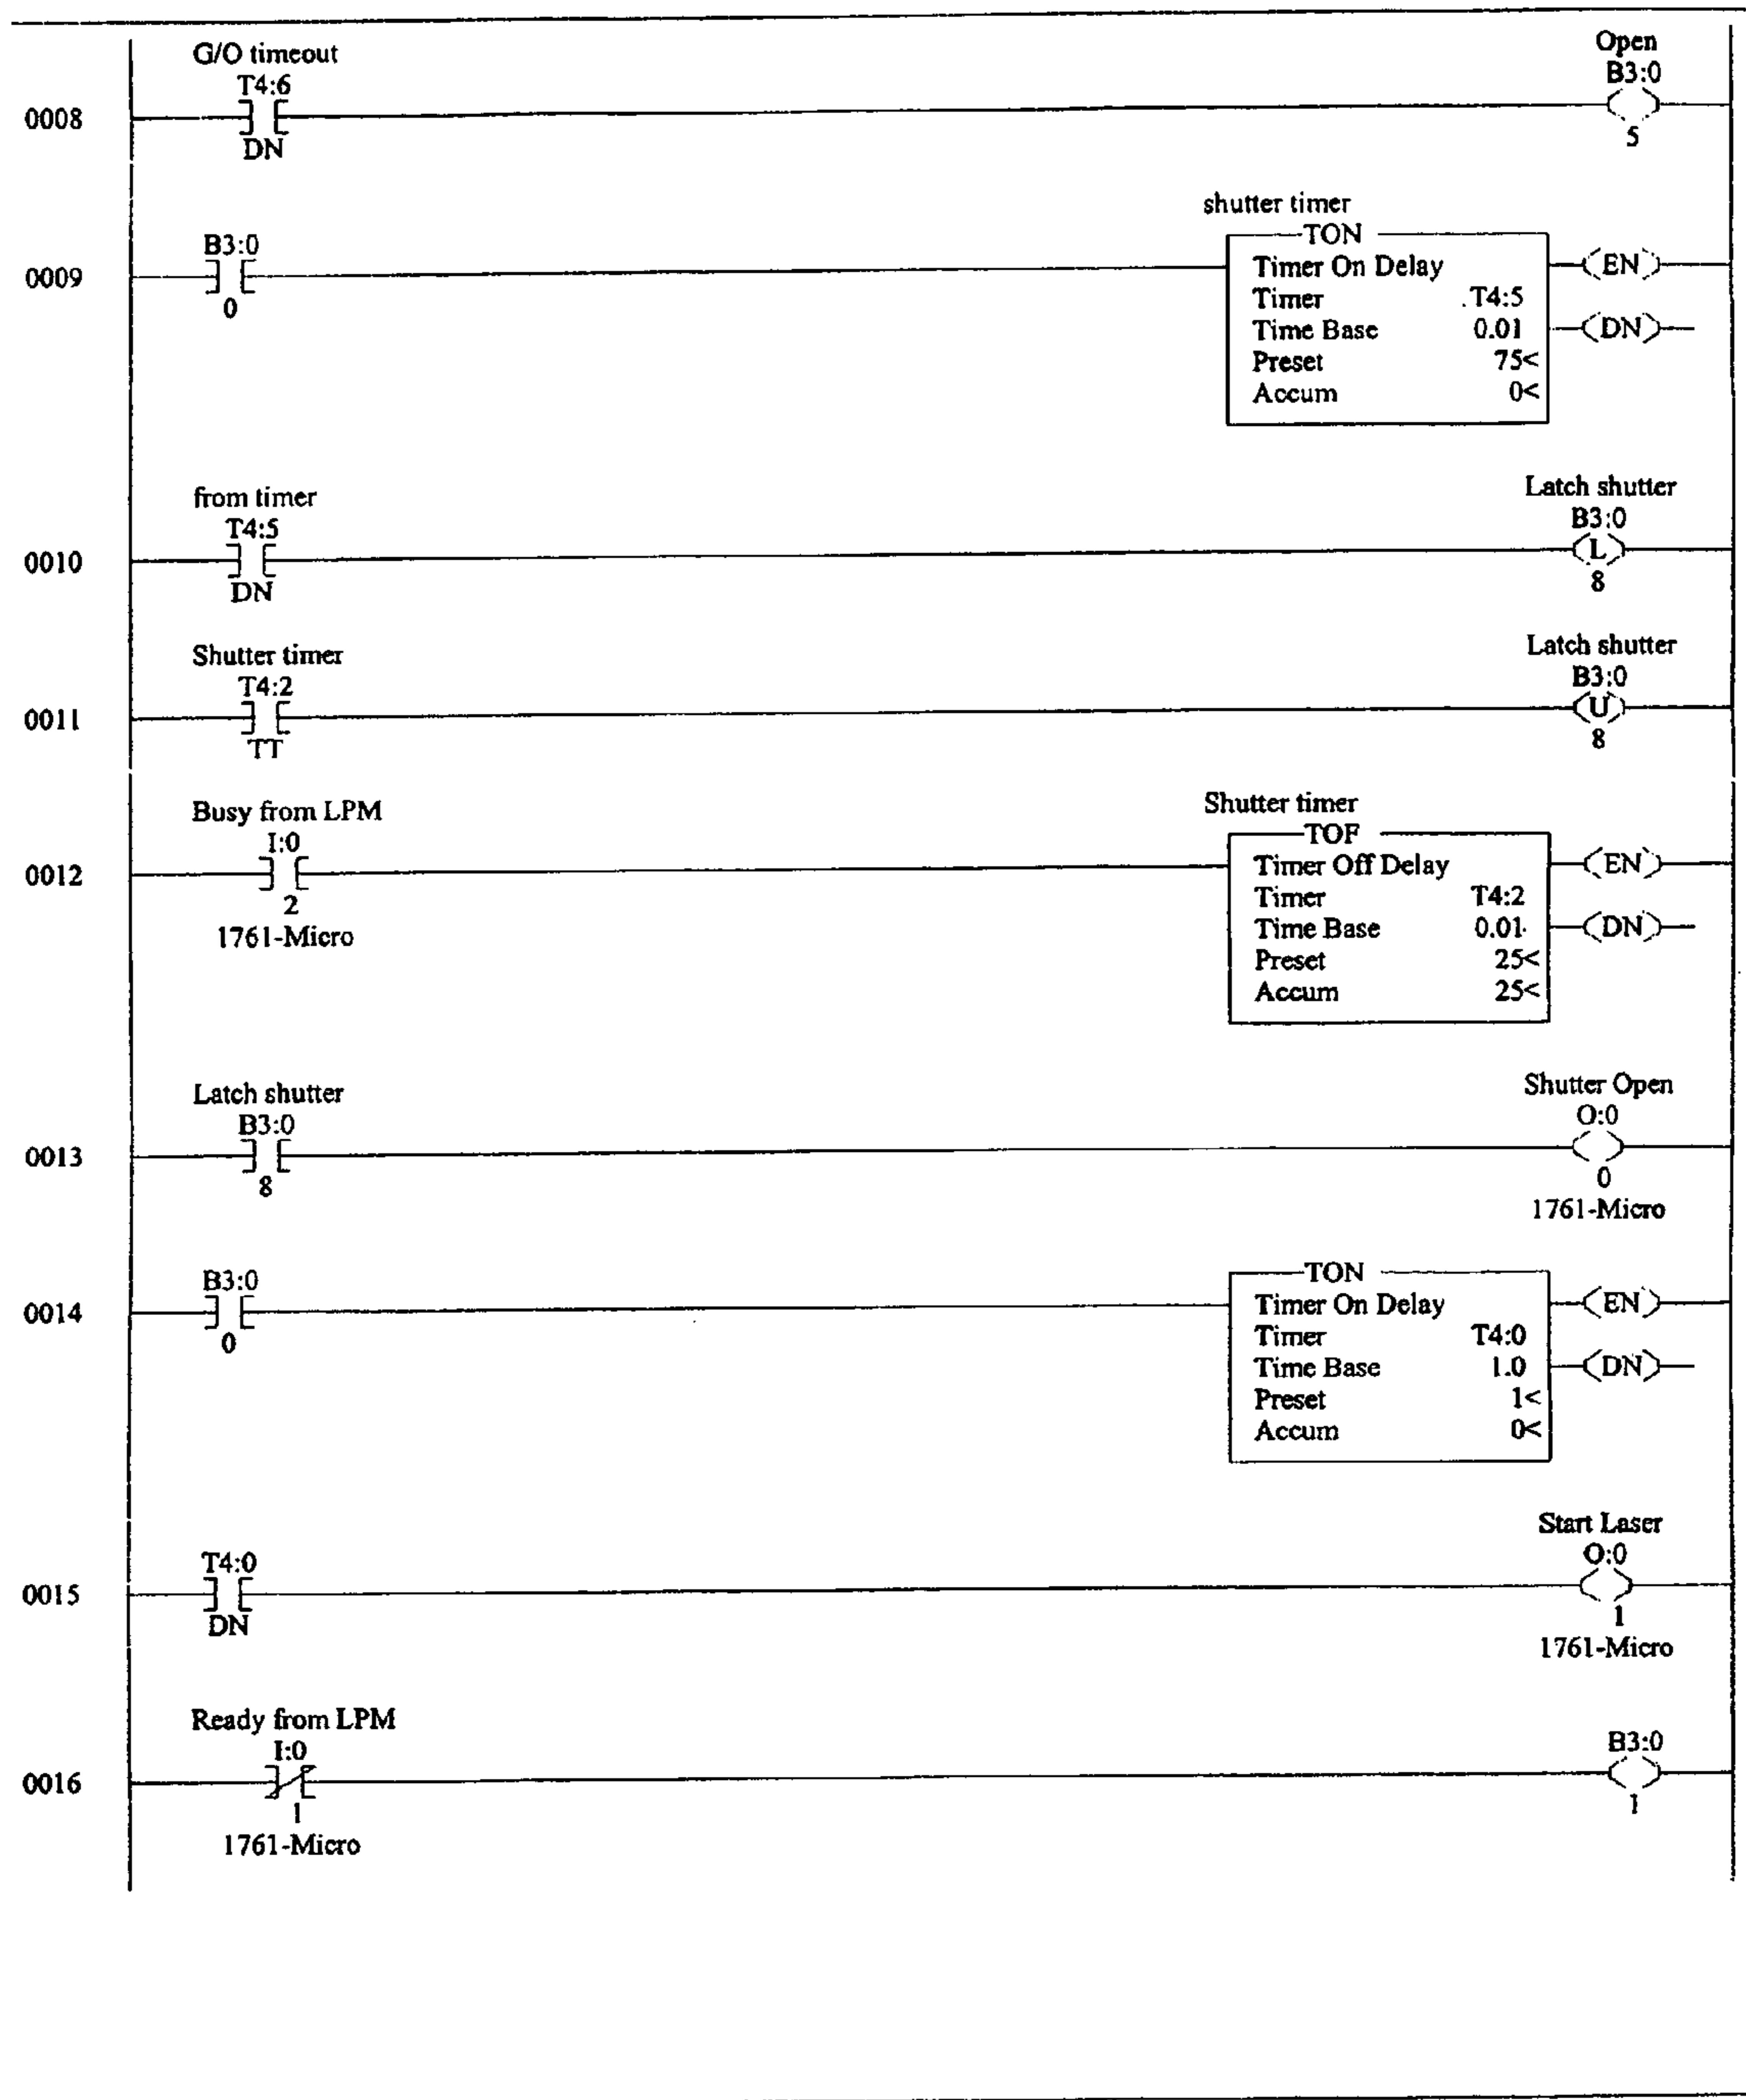 G/O timeout
T4:6
DN
Open
B3:0
5
0008
shutter timer
TON
Timer On Delay
Timer T4:5
Time Base 0.01
Preset 75<
Accum 0<
EN
DN
B3:0
0
0009
from timer
T4:5
DN
Latch shutter
B3:0
L
8
0010
Shutter timer
T4:2
TT
Latch shutter
B3:0
U
8
0011
Busy from LPM
I:0
2
1761-Micro
Shutter timer
TOF
Timer Off Delay
Timer T4:2
Time Base 0.01
Preset 25<
Accum 25<
EN
DN
0012
Latch shutter
B3:0
8
Shutter Open
O:0
0
1761-Micro
0013
B3:0
0
TON
Timer On Delay
Timer T4:0
Time Base 1.0
Preset 1<
Accum 0<
EN
DN
0014
T4:0
DN
Start Laser
O:0
1
1761-Micro
0015
Ready from LPM
I:0
1
1761-Micro
B3:0
1
0016